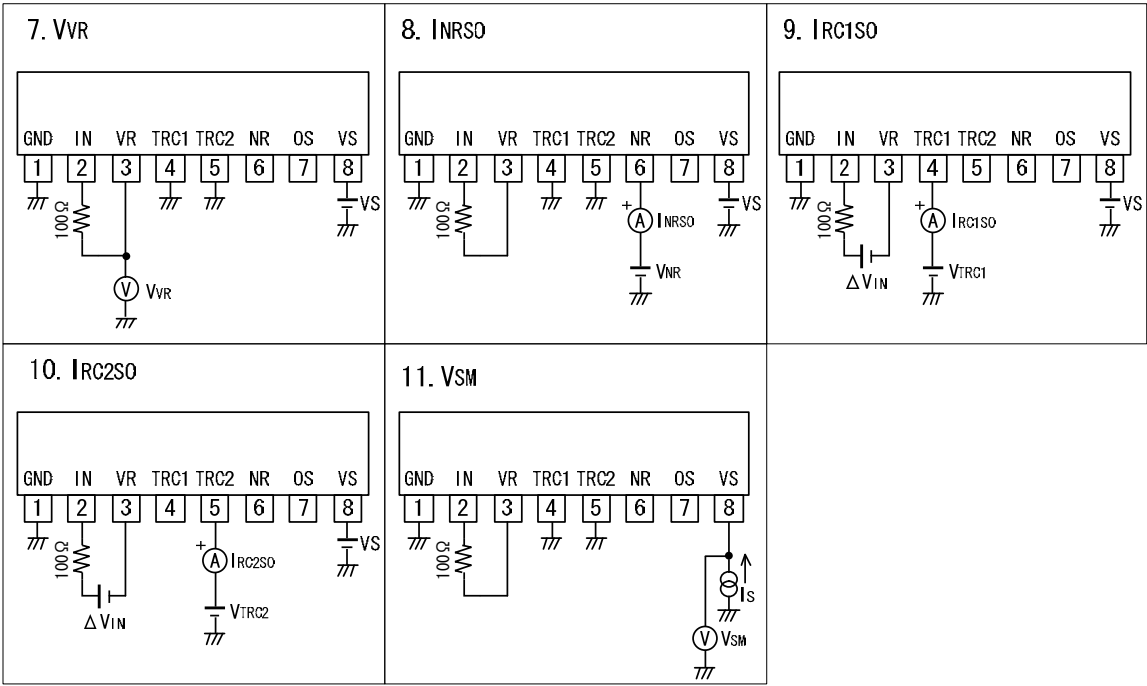 7. VVR
GND IN VR TRC1 TRC2 NR OS VS
1 2 3 4 5 6 7 8
100Ω
VS
V VVR
8. INRSO
GND IN VR TRC1 TRC2 NR OS VS
1 2 3 4 5 6 7 8
100Ω
+
A INRSO
VS
VNR
9. IRC1SO
GND IN VR TRC1 TRC2 NR OS VS
1 2 3 4 5 6 7 8
100Ω
+
A IRC1SO
VS
ΔVIN
VTRC1
10. IRC2SO
GND IN VR TRC1 TRC2 NR OS VS
1 2 3 4 5 6 7 8
100Ω
+
A IRC2SO
VS
ΔVIN
VTRC2
11. VSM
GND IN VR TRC1 TRC2 NR OS VS
1 2 3 4 5 6 7 8
100Ω
IS
V VSM